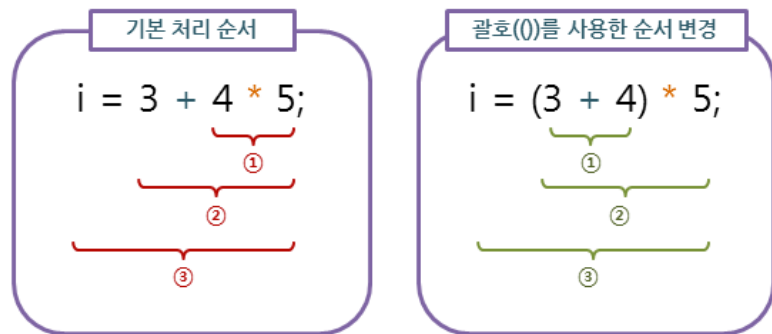 기본 처리 순서
i = 3 + 4 * 5;
①
②
③
괄호(())를 사용한 순서 변경
i = (3 + 4) * 5;
①
②
③